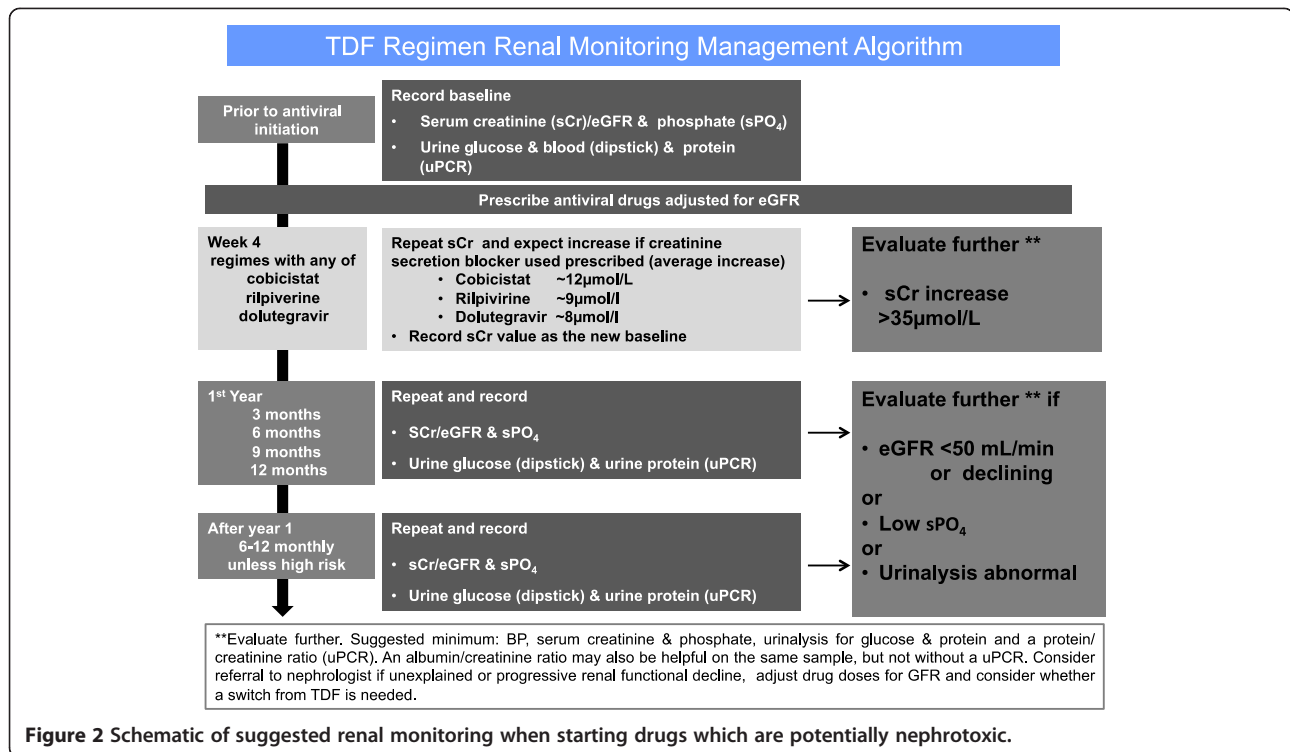 TDF Regimen Renal Monitoring Management Algorithm
Prior to antiviral
initiation
Record baseline
• Serum creatinine (sCr)/eGFR & phosphate (sPO₄)
• Urine glucose & blood (dipstick) & protein
(uPCR)
Prescribe antiviral drugs adjusted for eGFR
Week 4
regimes with any of
cobicistat
rilpiverine
dolutegravir
Repeat sCr and expect increase if creatinine
secretion blocker used prescribed (average increase)
• Cobicistat ~12µmol/L
• Rilpivirine ~9µmol/l
• Dolutegravir ~8µmol/l
• Record sCr value as the new baseline
Evaluate further **
• sCr increase
>35µmol/L
1st Year
3 months
6 months
9 months
12 months
Repeat and record
• SCr/eGFR & sPO₄
• Urine glucose (dipstick) & urine protein (uPCR)
Evaluate further ** if
• eGFR <50 mL/min
or declining
or
• Low sPO₄
or
• Urinalysis abnormal
After year 1
6-12 monthly
unless high risk
Repeat and record
• sCr/eGFR & sPO₄
• Urine glucose (dipstick) & urine protein (uPCR)
**Evaluate further. Suggested minimum: BP, serum creatinine & phosphate, urinalysis for glucose & protein and a protein/
creatinine ratio (uPCR). An albumin/creatinine ratio may also be helpful on the same sample, but not without a uPCR. Consider
referral to nephrologist if unexplained or progressive renal functional decline, adjust drug doses for GFR and consider whether
a switch from TDF is needed.
Figure 2 Schematic of suggested renal monitoring when starting drugs which are potentially nephrotoxic.